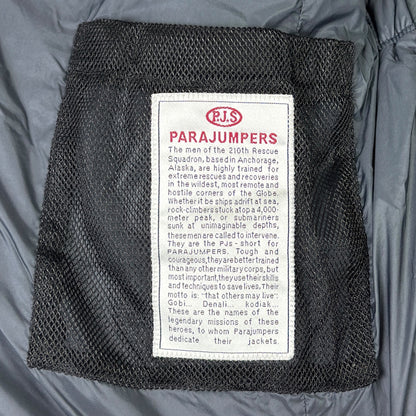 P.J.S
PARAJUMPERS
The men of the 210th Rescue
Squadron, based in Anchorage,
Alaska, are highly trained for
extreme rescues and recoveries
in the wildest, most remote and
hostile corners of the Globe.
Whether it be ships adrift at sea,
rock-climbers stuck atop a 4,000-
meter peak, or submariners
sunk at unimaginable depths,
these men are called to intervene.
They are the PJs - short for
PARAJUMPERS. Tough and
courageous, they are better trained
than any other military corps, but
most important, they use skills and
and techniques to save lives. Their
motto is: "that others may live":
Gobi... Denali... kodiak...
These are the names of the
legendary missions of these
heroes, to whom Parajumpers
dedicate their jackets.